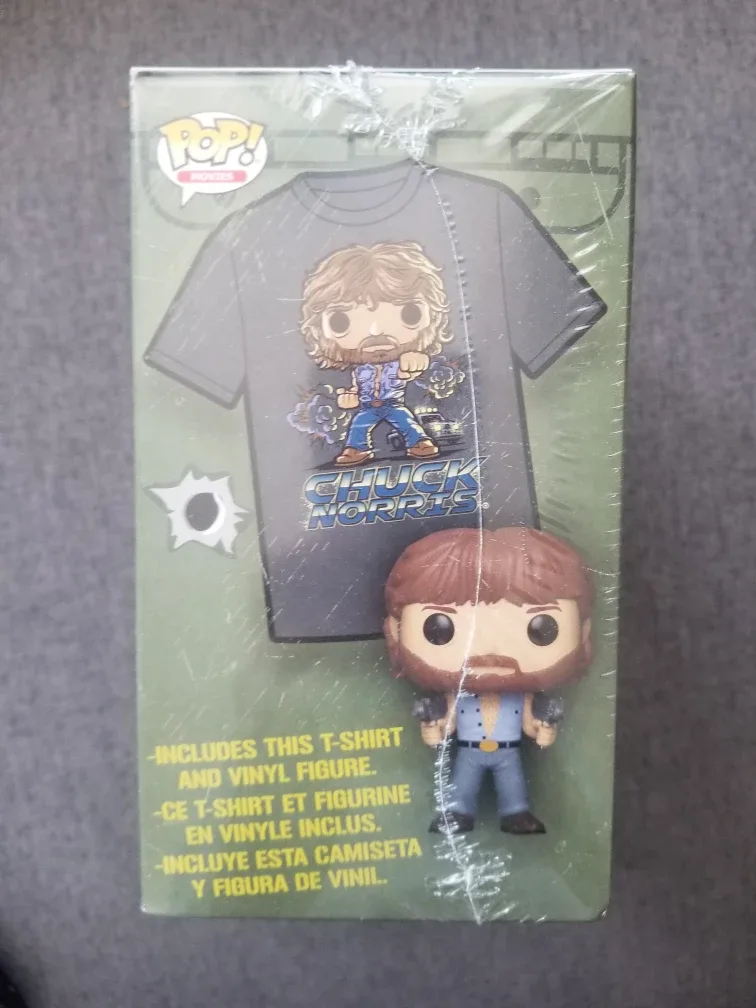 POP!
MOVIES
CHUCK
NORRIS®
-INCLUDES THIS T-SHIRT
AND VINYL FIGURE.
-CE T-SHIRT ET FIGURINE
EN VINYLE INCLUS.
-INCLUYE ESTA CAMISETA
Y FIGURA DE VINIL.